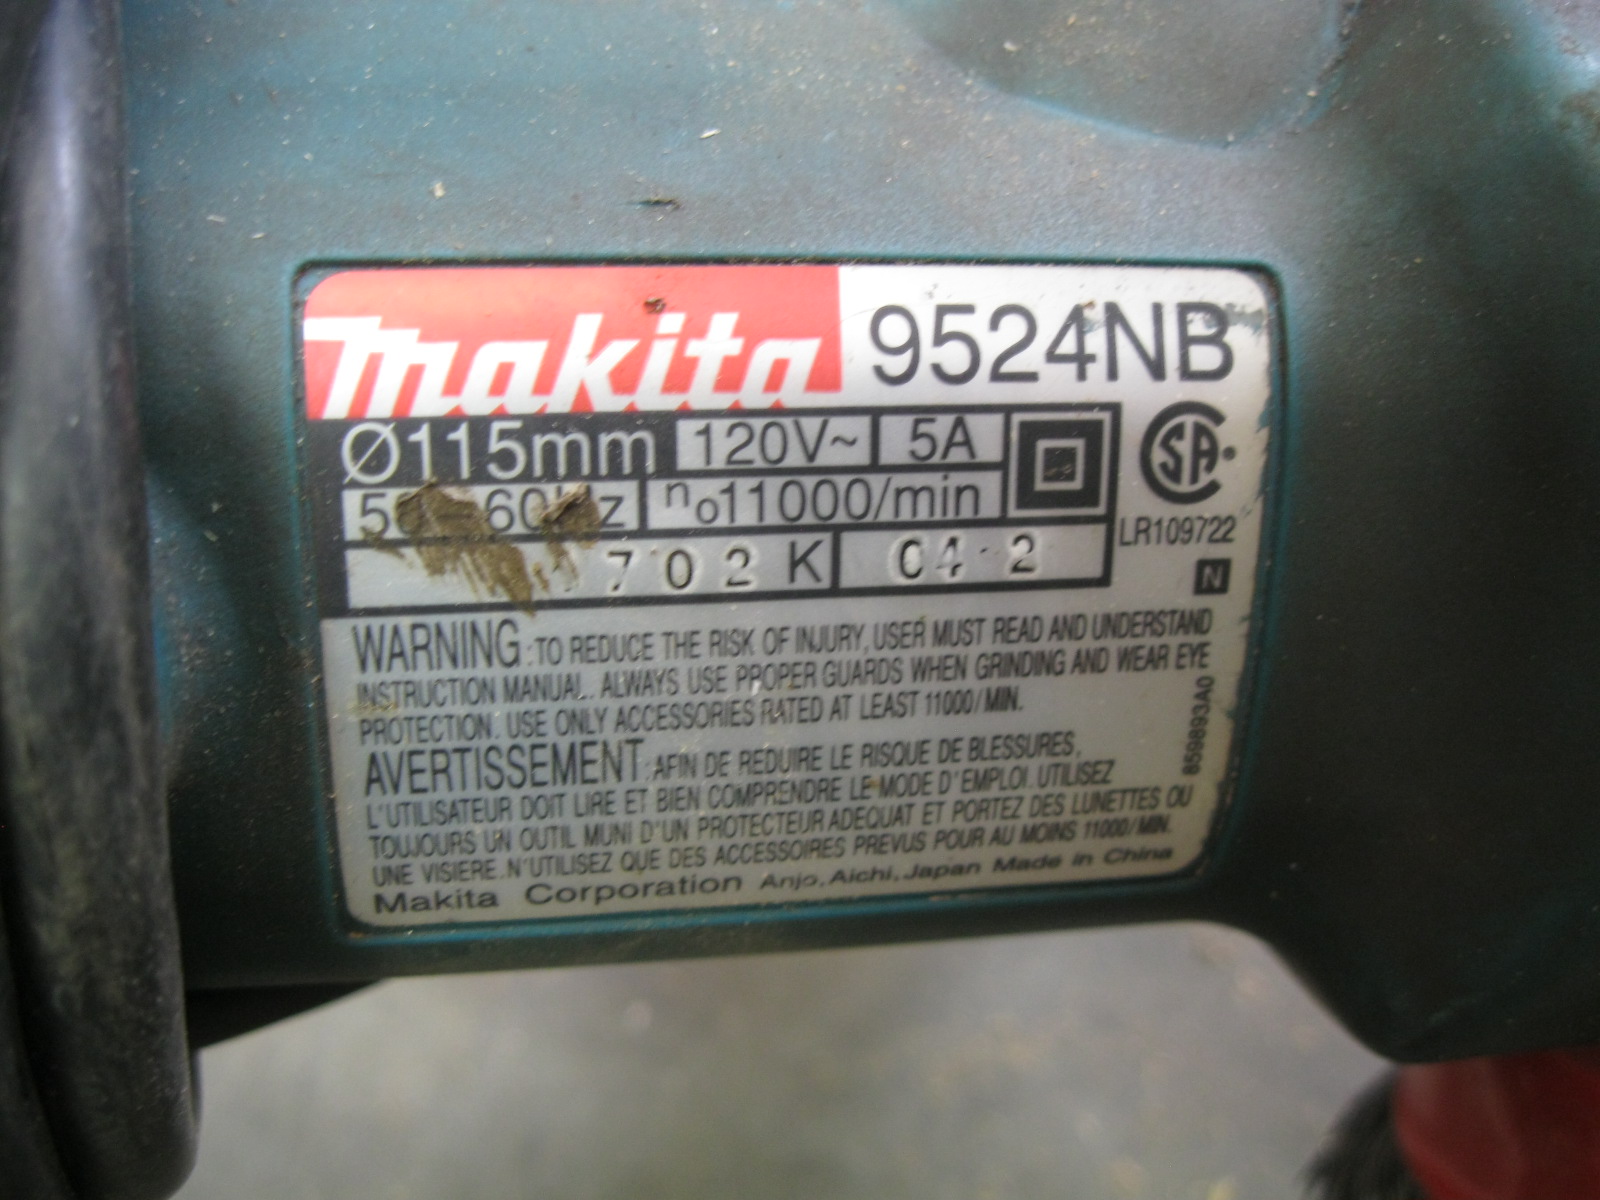 makita 9524NB
Ø115mm 120V~ 5A
50-60Hz no11000/min
702K 04-2
SA
LR109722
N
WARNING: TO REDUCE THE RISK OF INJURY, USER MUST READ AND UNDERSTAND
INSTRUCTION MANUAL. ALWAYS USE PROPER GUARDS WHEN GRINDING AND WEAR EYE
PROTECTION. USE ONLY ACCESSORIES RATED AT LEAST 11000/MIN.
AVERTISSEMENT: AFIN DE REDUIRE LE RISQUE DE BLESSURES,
L'UTILISATEUR DOIT LIRE ET BIEN COMPRENDRE LE MODE D'EMPLOI. UTILISEZ
TOUJOURS UN OUTIL MUNI D'UN PROTECTEUR ADEQUAT ET PORTEZ DES LUNETTES OU
UNE VISIERE. N'UTILISEZ QUE DES ACCESSOIRES PREVUS POUR AU MOINS 11000/MIN.
Makita Corporation Anjo, Aichi, Japan Made in China
859893A0